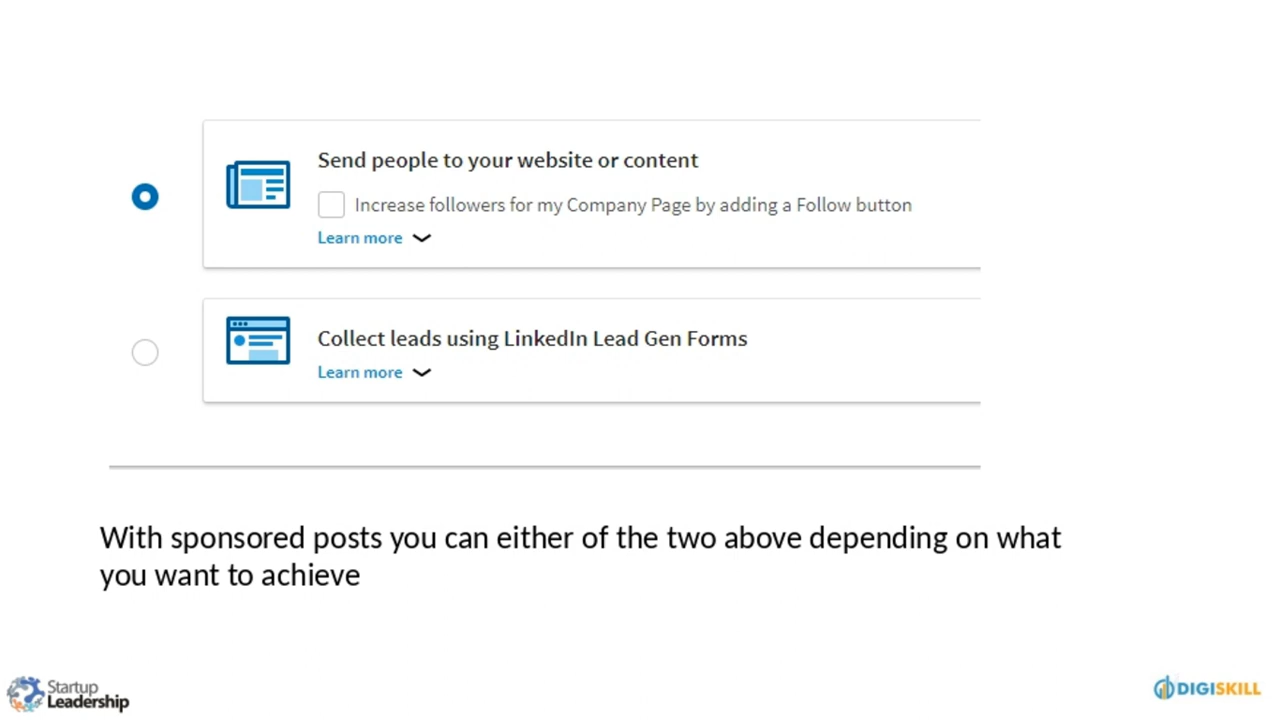 Send people to your website or content
Increase followers for my Company Page by adding a Follow button
Learn more
Collect leads using LinkedIn Lead Gen Forms
Learn more
With sponsored posts you can either of the two above depending on what
you want to achieve
Startup
Leadership
DIGISKILL